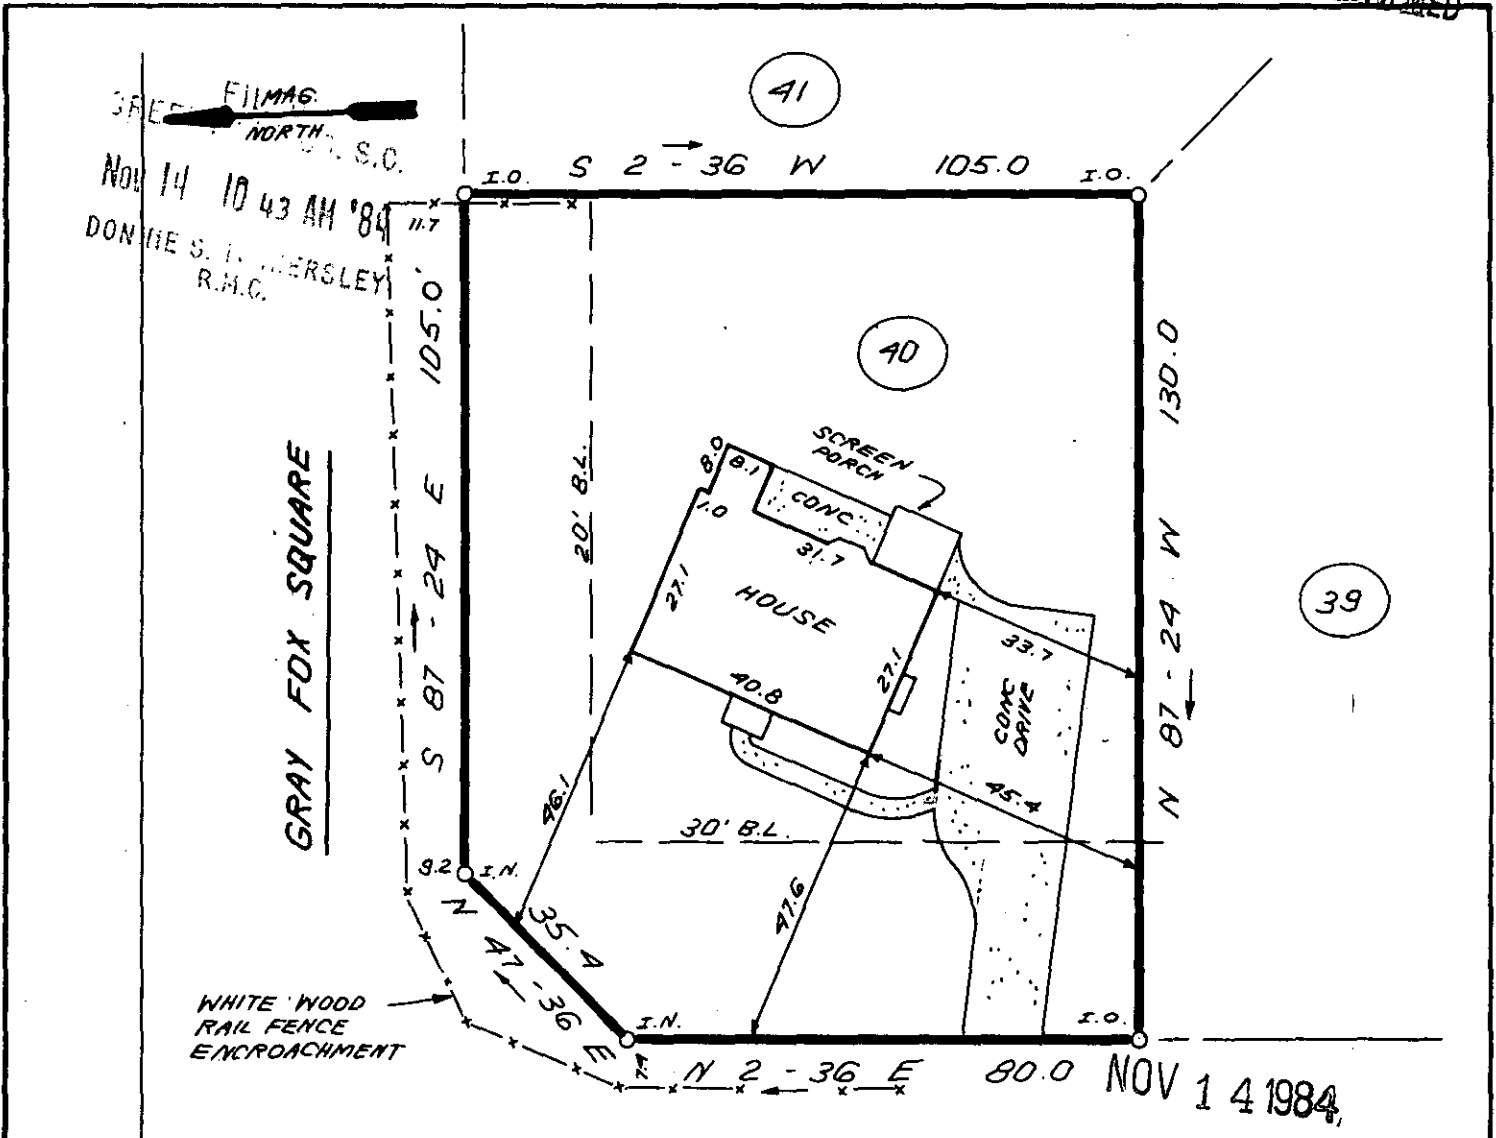 41
MAG.
NORTH
S.C.
NOV 14 10 43 AM '84
R.M.C.
I.O.
S 2 - 36 W 105.0
I.O.
11.7
S 87 - 24 E 105.0'
20' B.L.
40
N 87 - 24 W 130.0
39
GRAY FOX SQUARE
SCREEN
PORCH
8.0
8.1
1.0
CONC
31.7
27.1
HOUSE
27.1
40.8
33.7
CONC
DRIVE
45.4
46.1
47.6
30' B.L.
9.2
I.N.
N 47 - 36 E
35.4
WHITE WOOD
RAIL FENCE
ENCROACHMENT
I.N.
I.O.
N 2 - 36 E 80.0
NOV 14 1984